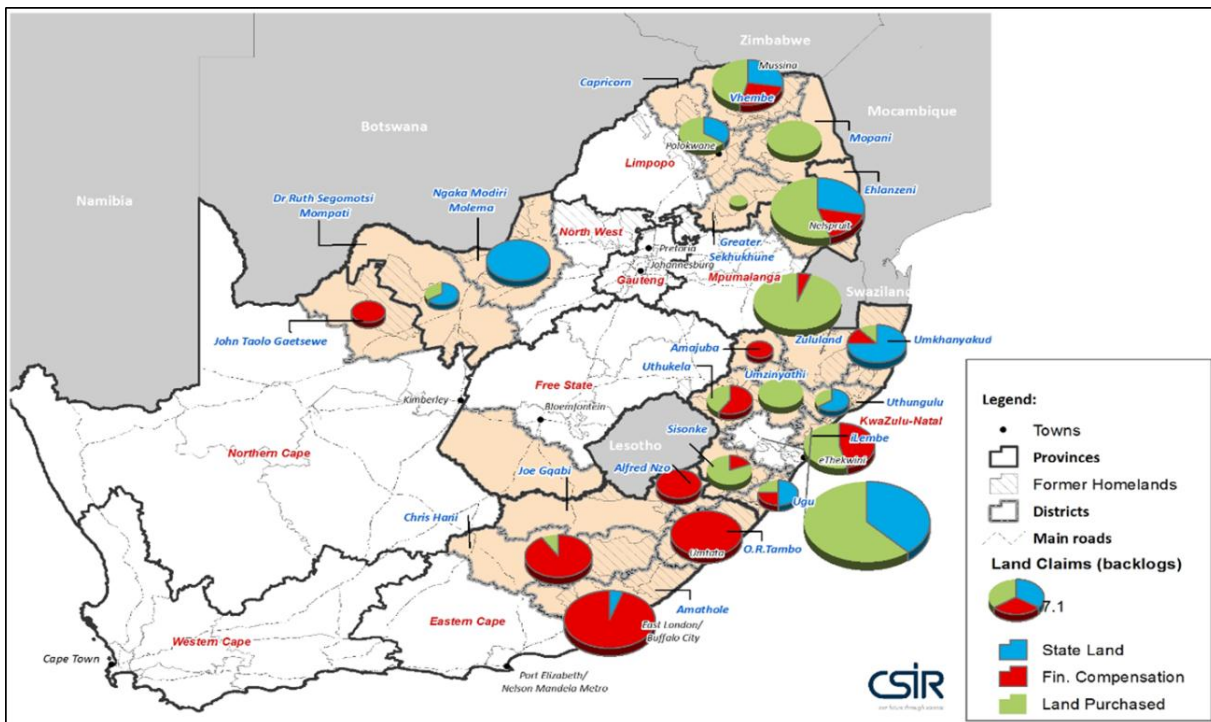 Zimbabwe
Mussina
Capricorn
Vhembe
Mocambique
Botswana
Mopani
Polokwane
Limpopo
Ehlanzeni
Namibia
Dr Ruth Segomotsi
Mompati
Ngaka Modiri
Molema
Nelspruit
North West
Greater
Sekhukhune
Pretoria
Johannesburg
Gauteng
Mpumalanga
Swaziland
John Taolo Gaetsewe
Amajuba
Zululand
Umkhanyakud
Uthukela
Umzinyathi
Free State
Kimberley
Bloemfontein
Uthungulu
KwaZulu-Natal
Sisonke
iLembe
Lesotho
eThekwini
Northern Cape
Joe Gqabi
Alfred Nzo
Ugu
Chris Hani
Umtata
O.R.Tambo
Amathole
Eastern Cape
East London/
Buffalo City
Western Cape
Cape Town
Port Elizabeth/
Nelson Mandela Metro
CSIR
our future through science
Legend:
Towns
Provinces
Former Homelands
Districts
Main roads
Land Claims (backlogs)
7.1
State Land
Fin. Compensation
Land Purchased